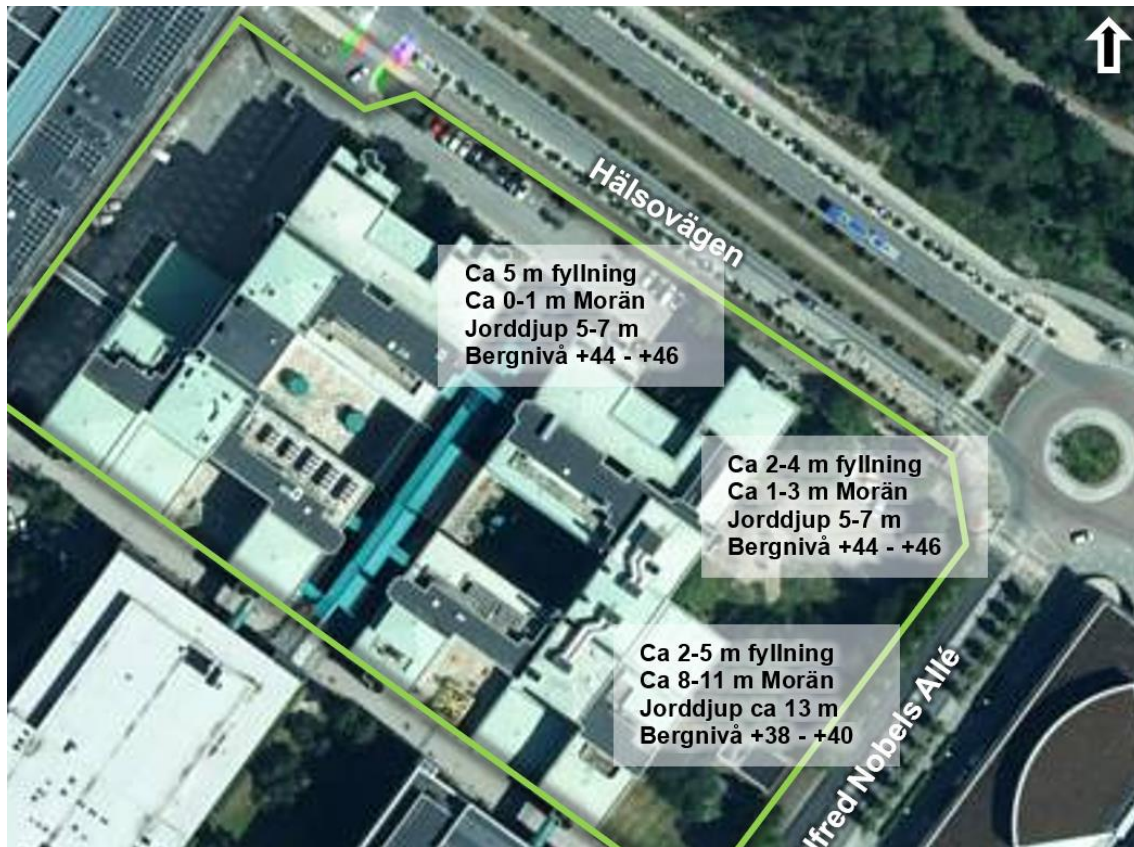 Hälsovägen
Ca 5 m fyllning
Ca 0-1 m Morän
Jorddjup 5-7 m
Bergnivå +44 - +46
Ca 2-4 m fyllning
Ca 1-3 m Morän
Jorddjup 5-7 m
Bergnivå +44 - +46
Ca 2-5 m fyllning
Ca 8-11 m Morän
Jorddjup ca 13 m
Bergnivå +38 - +40
lfred Nobels Allé